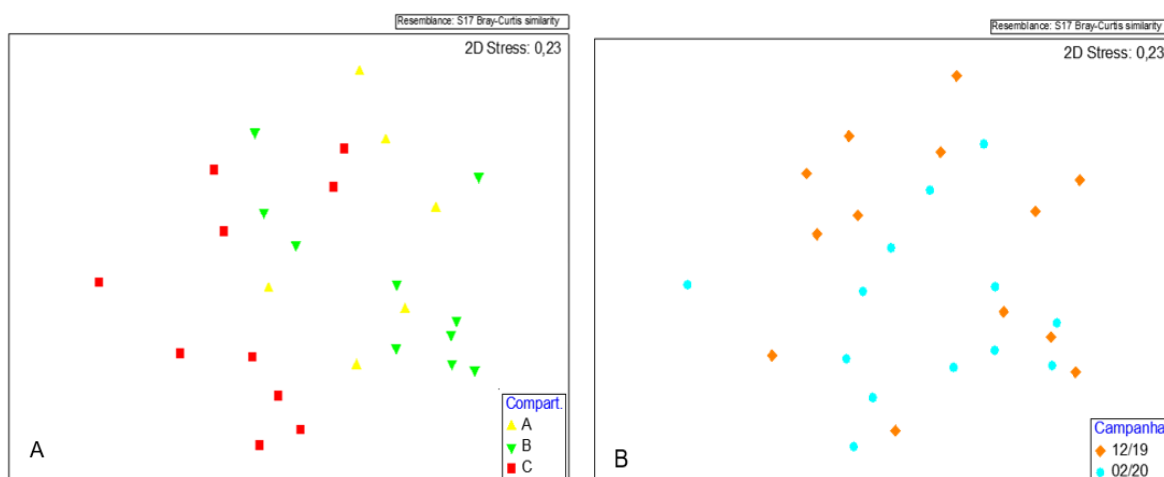 Resemblance: S17 Bray-Curtis similarity
2D Stress: 0,23
Compart.
A
B
C
A
Resemblance: S17 Bray-Curtis similarity
2D Stress: 0,23
Campanha
12/19
02/20
B